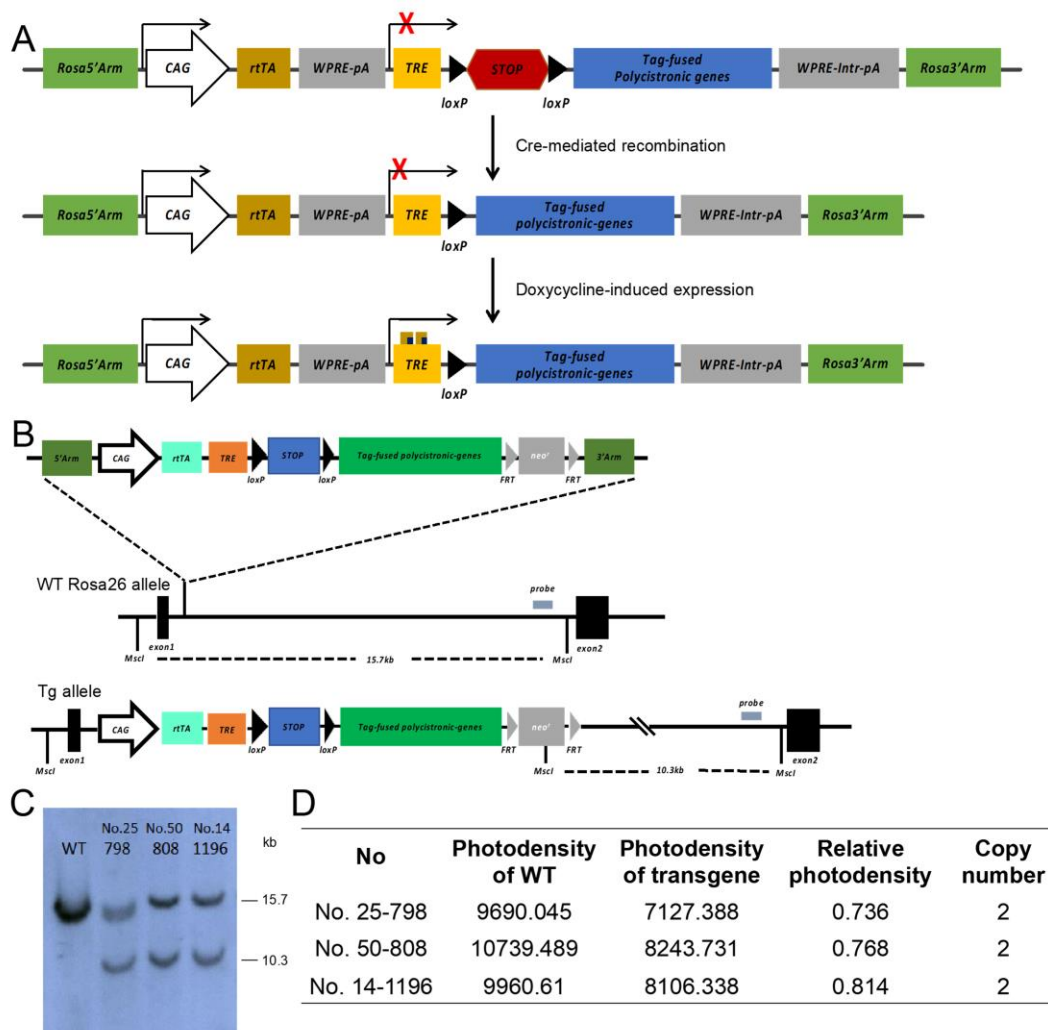 A
Rosa5'Arm CAG rtTA WPRE-pA X TRE loxP STOP loxP Tag-fused Polycistronic genes WPRE-Intr-pA Rosa3'Arm
Cre-mediated recombination
Rosa5'Arm CAG rtTA WPRE-pA X TRE loxP Tag-fused polycistronic-genes WPRE-Intr-pA Rosa3'Arm
Doxycycline-induced expression
Rosa5'Arm CAG rtTA WPRE-pA TRE loxP Tag-fused polycistronic-genes WPRE-Intr-pA Rosa3'Arm
B
5'Arm CAG rtTA TRE loxP STOP loxP Tag-fused polycistronic-genes FRT neoʳ FRT 3'Arm
WT Rosa26 allele
probe
MscI exon1 15.7kb MscI exon2
Tg allele
probe
MscI exon1 CAG rtTA TRE loxP STOP loxP Tag-fused polycistronic-genes FRT neoʳ FRT MscI 10.3kb MscI exon2
C
No.25 No.50 No.14 kb
WT 798 808 1196
15.7
10.3
D
No Photodensity of WT Photodensity of transgene Relative photodensity Copy number
No. 25-798 9690.045 7127.388 0.736 2
No. 50-808 10739.489 8243.731 0.768 2
No. 14-1196 9960.61 8106.338 0.814 2